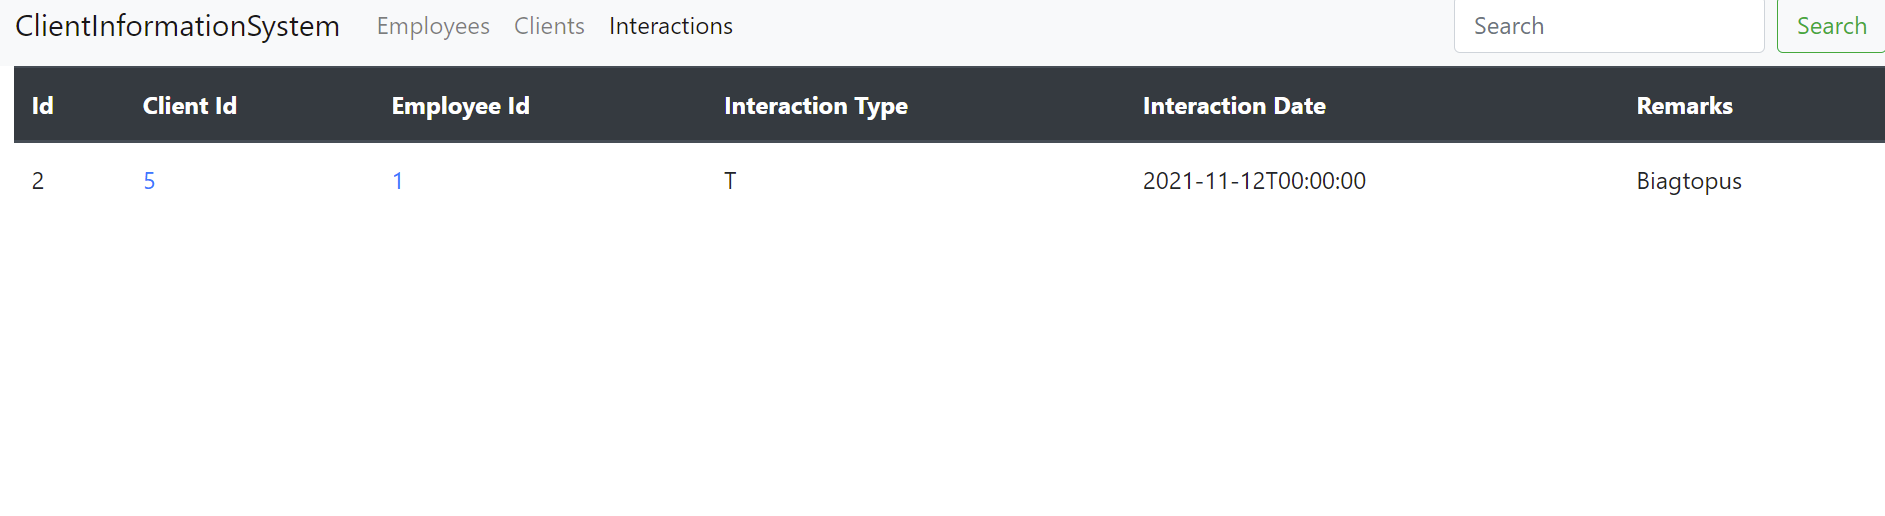 ClientInformationSystem Employees Clients Interactions Search Search
Id Client Id Employee Id Interaction Type Interaction Date Remarks
2 5 1 T 2021-11-12T00:00:00 Biagtopus